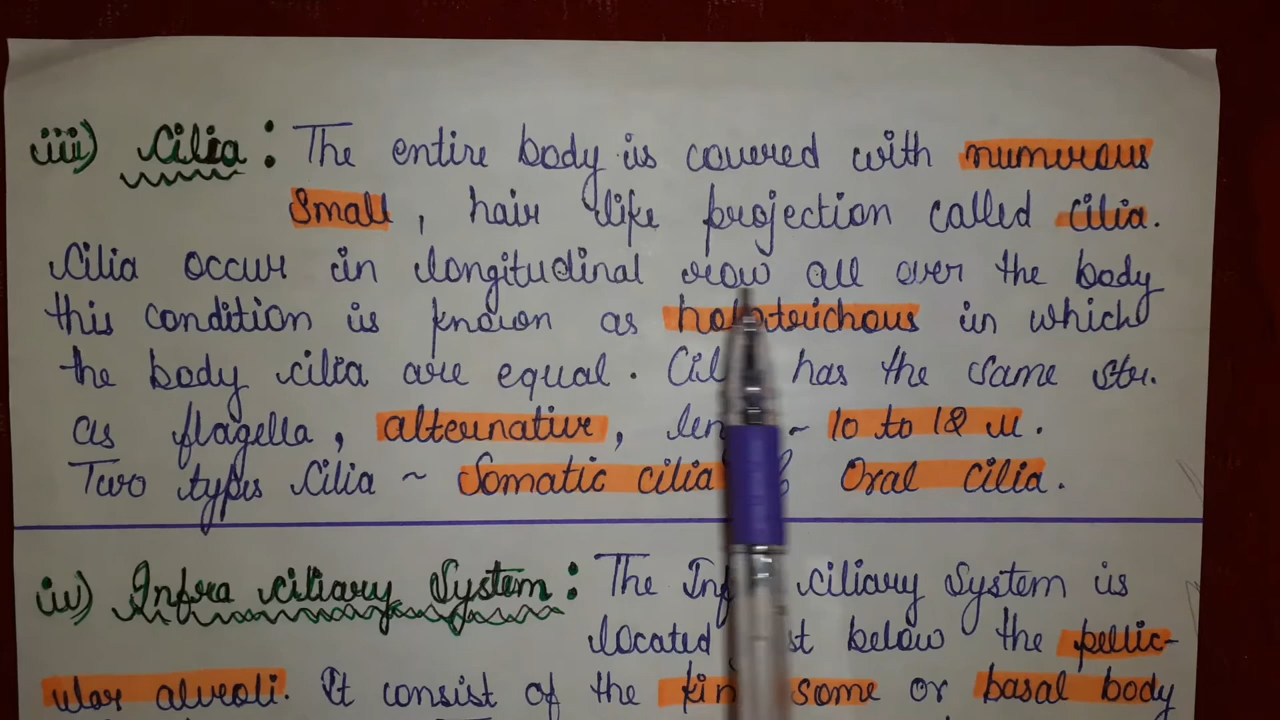 iii) Cilia : The entire body is covered with numerous
small, hair like projection called cilia.
Cilia occur in longitudinal row all over the body
this condition is known as holotrichous in which
the body cilia are equal. has the same str.
as flagella, alternative, ~ 10 to 12 µ.
Two types Cilia ~ Somatic cilia Oral cilia.
iv) Infra ciliary System : The ciliary System is
located below the pellic-
ular alveoli. It consist of the or basal body